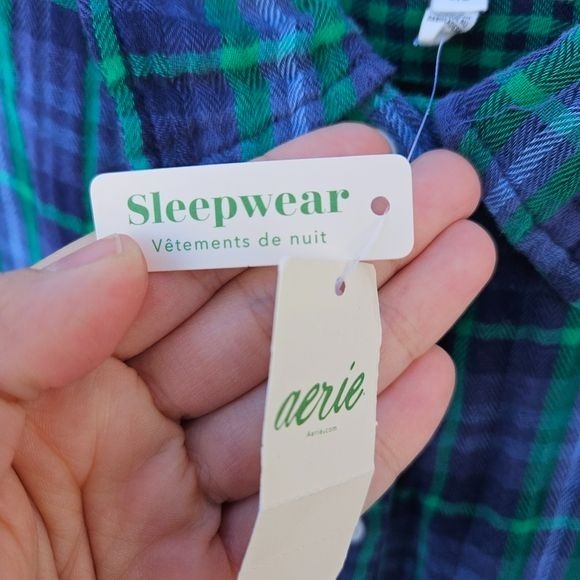 Sleepwear
Vêtements de nuit
aerie
Aerie.com